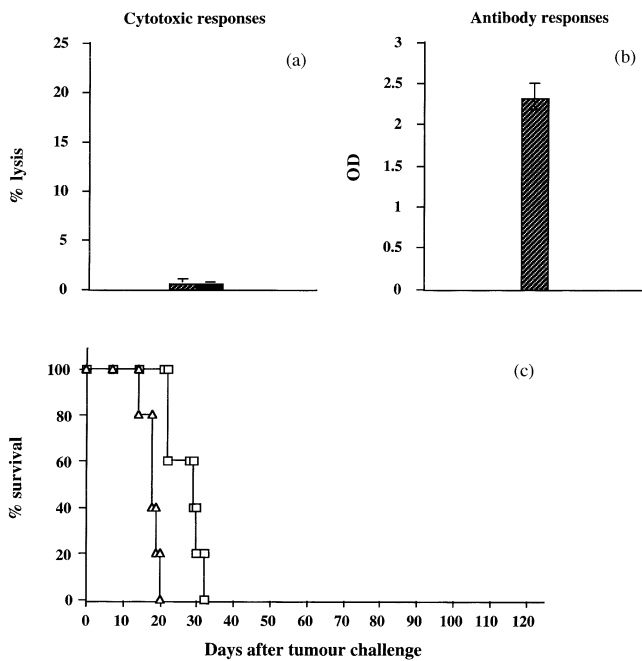 Cytotoxic responses
(a)
25
20
15
10
5
0
% lysis
Antibody responses
(b)
3
2.5
2
1.5
1
0.5
0
OD
(c)
100
80
60
40
20
0
% survival
0 10 20 30 40 50 60 70 80 90 100 110 120
Days after tumour challenge